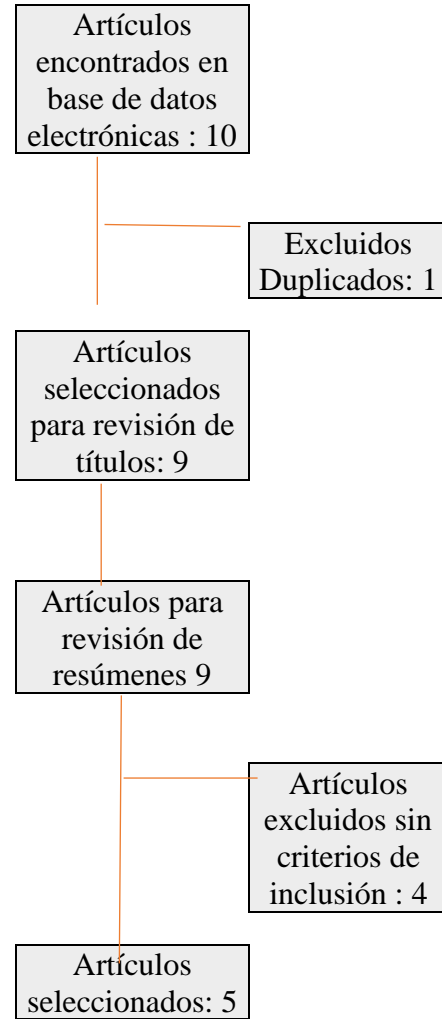 Artículos
encontrados en
base de datos
electrónicas : 10
Excluidos
Duplicados: 1
Artículos
seleccionados
para revisión de
títulos: 9
Artículos para
revisión de
resúmenes 9
Artículos
excluidos sin
criterios de
inclusión : 4
Artículos
seleccionados: 5